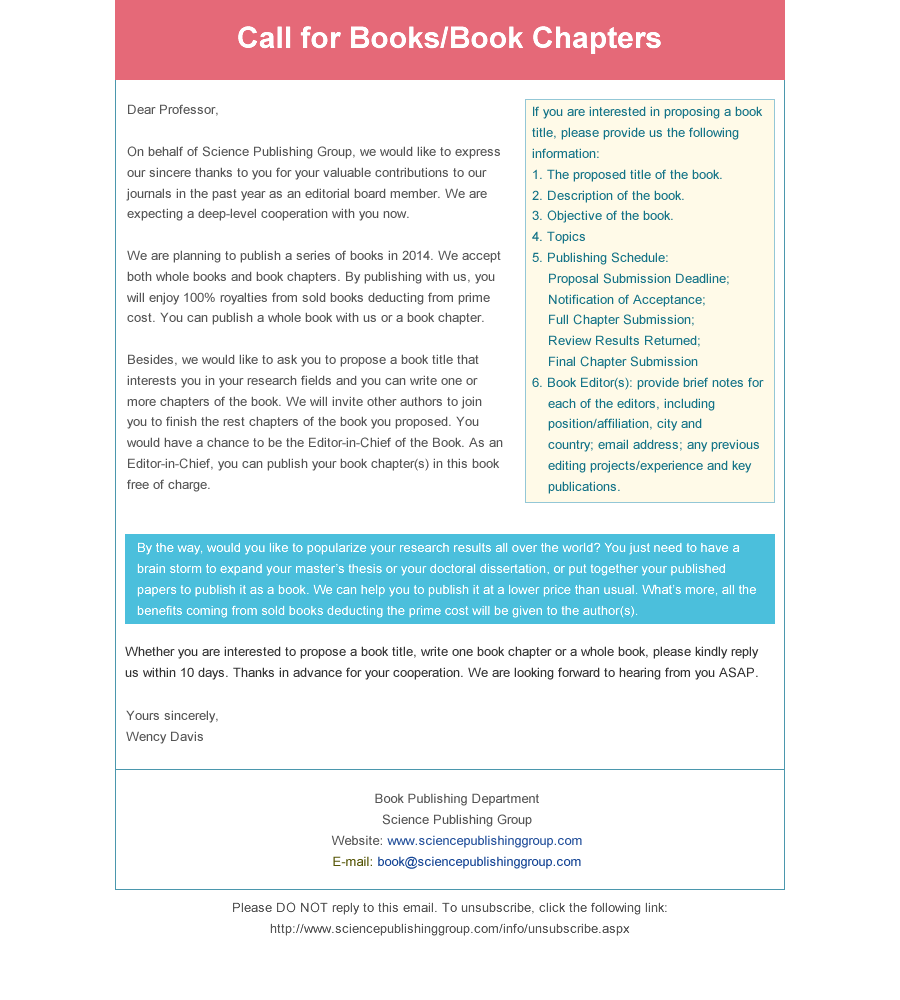 Call for Books/Book Chapters
Dear Professor,
On behalf of Science Publishing Group, we would like to express
our sincere thanks to you for your valuable contributions to our
journals in the past year as an editorial board member. We are
expecting a deep-level cooperation with you now.
We are planning to publish a series of books in 2014. We accept
both whole books and book chapters. By publishing with us, you
will enjoy 100% royalties from sold books deducting from prime
cost. You can publish a whole book with us or a book chapter.
Besides, we would like to ask you to propose a book title that
interests you in your research fields and you can write one or
more chapters of the book. We will invite other authors to join
you to finish the rest chapters of the book you proposed. You
would have a chance to be the Editor-in-Chief of the Book. As an
Editor-in-Chief, you can publish your book chapter(s) in this book
free of charge.
If you are interested in proposing a book
title, please provide us the following
information:
1. The proposed title of the book.
2. Description of the book.
3. Objective of the book.
4. Topics
5. Publishing Schedule:
Proposal Submission Deadline;
Notification of Acceptance;
Full Chapter Submission;
Review Results Returned;
Final Chapter Submission
6. Book Editor(s): provide brief notes for
each of the editors, including
position/affiliation, city and
country; email address; any previous
editing projects/experience and key
publications.
By the way, would you like to popularize your research results all over the world? You just need to have a
brain storm to expand your master's thesis or your doctoral dissertation, or put together your published
papers to publish it as a book. We can help you to publish it at a lower price than usual. What's more, all the
benefits coming from sold books deducting the prime cost will be given to the author(s).
Whether you are interested to propose a book title, write one book chapter or a whole book, please kindly reply
us within 10 days. Thanks in advance for your cooperation. We are looking forward to hearing from you ASAP.
Yours sincerely,
Wency Davis
Book Publishing Department
Science Publishing Group
Website: www.sciencepublishinggroup.com
E-mail: book@sciencepublishinggroup.com
Please DO NOT reply to this email. To unsubscribe, click the following link:
http://www.sciencepublishinggroup.com/info/unsubscribe.aspx